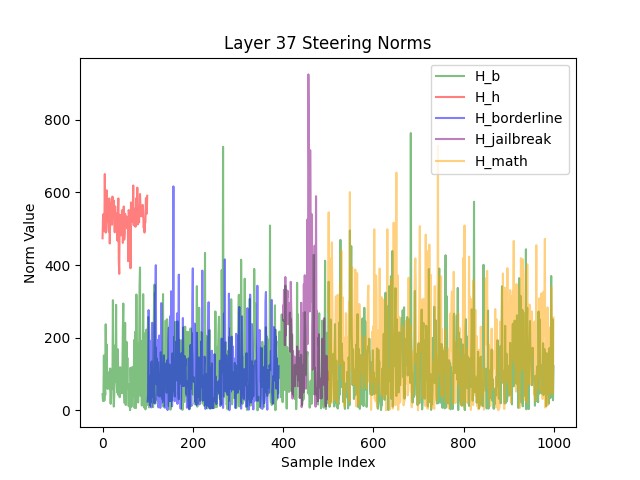 Layer 37 Steering Norms
H_b
H_h
H_borderline
H_jailbreak
H_math
Norm Value
800
600
400
200
0
0
200
400
600
800
1000
Sample Index